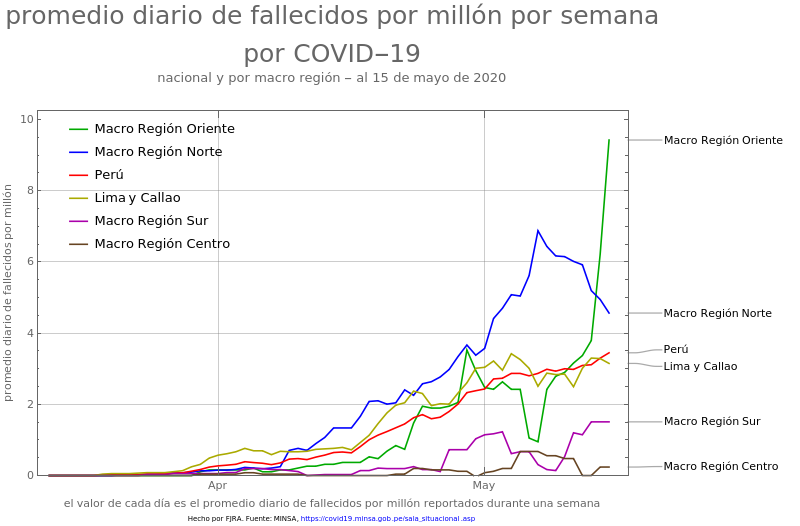 promedio diario de fallecidos por millón por semana
por COVID−19
nacional y por macro región − al 15 de mayo de 2020
promedio diario de fallecidos por millón
10
8
6
4
2
0
Macro Región Oriente
Macro Región Norte
Perú
Lima y Callao
Macro Región Sur
Macro Región Centro
Macro Región Oriente
Macro Región Norte
Perú
Lima y Callao
Macro Región Sur
Macro Región Centro
Apr
May
el valor de cada día es el promedio diario de fallecidos por millón reportados durante una semana
Hecho por FJRA. Fuente: MINSA, https://covid19.minsa.gob.pe/sala_situacional.asp